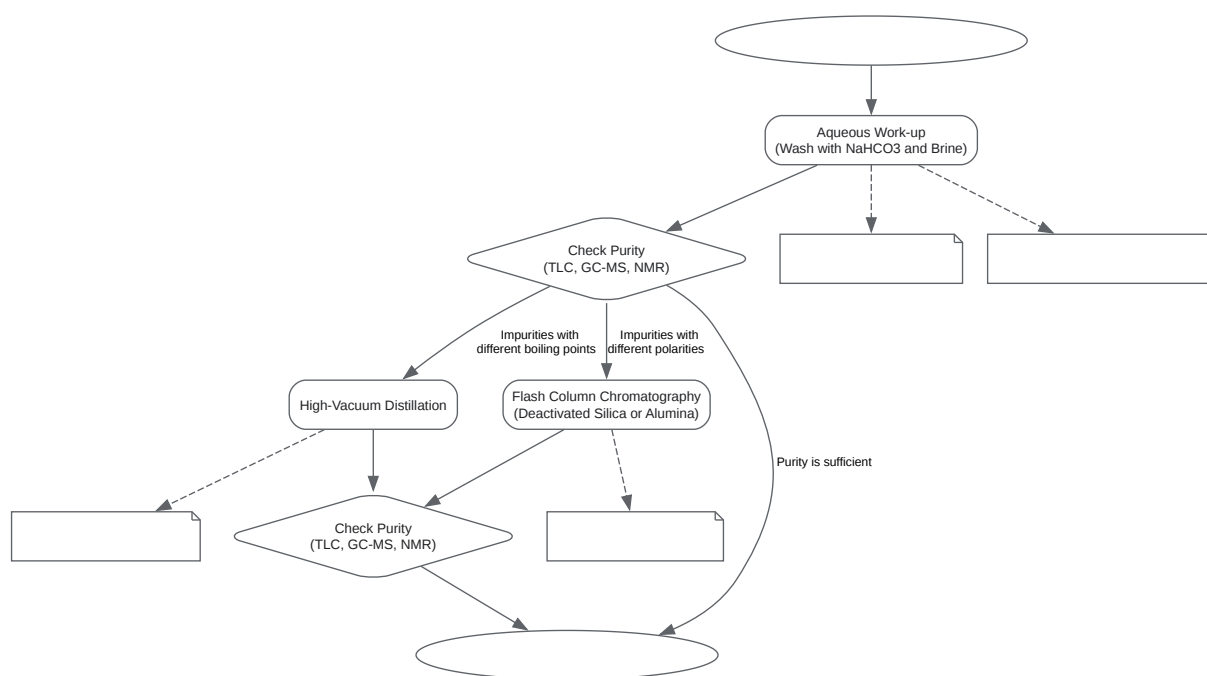 Aqueous Work-up
(Wash with NaHCO3 and Brine)
Check Purity
(TLC, GC-MS, NMR)
Impurities with
different boiling points
Impurities with
different polarities
High-Vacuum Distillation
Flash Column Chromatography
(Deactivated Silica or Alumina)
Purity is sufficient
Check Purity
(TLC, GC-MS, NMR)